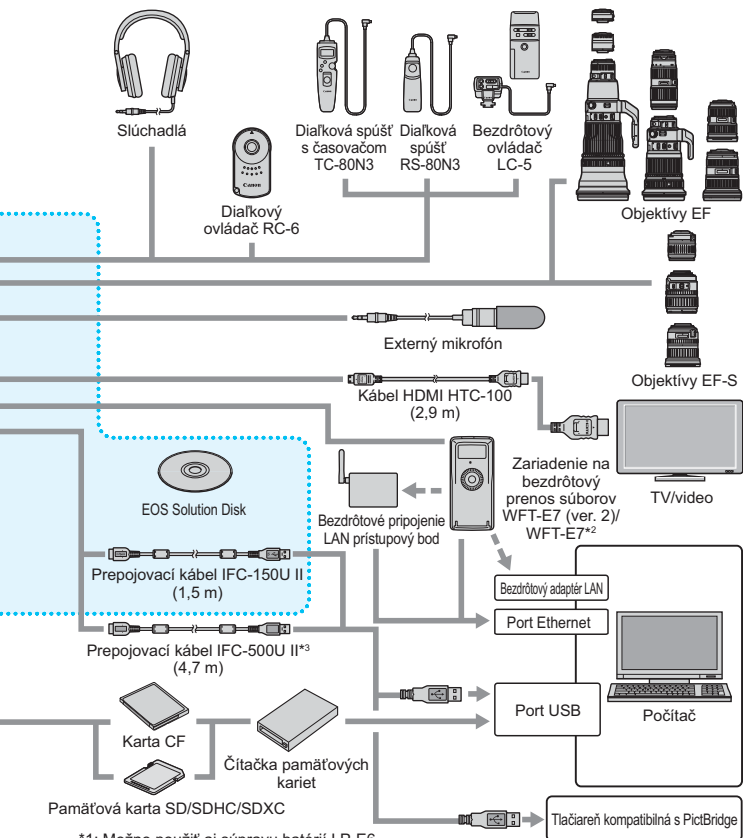 Slúchadlá
Diaľková spúšť
s časovačom
TC-80N3
Diaľková
spúšť
RS-80N3
Bezdrôtový
ovládač
LC-5
Canon
Diaľkový
ovládač RC-6
Objektívy EF
Externý mikrofón
Objektívy EF-S
Kábel HDMI HTC-100
(2,9 m)
TV/video
EOS Solution Disk
Bezdrôtové pripojenie
LAN prístupový bod
Zariadenie na
bezdrôtový
prenos súborov
WFT-E7 (ver. 2)/
WFT-E7*2
Prepojovací kábel IFC-150U II
(1,5 m)
Bezdrôtový adaptér LAN
Port Ethernet
Prepojovací kábel IFC-500U II*3
(4,7 m)
Port USB
Počítač
Karta CF
Čítačka pamäťových
kariet
Pamäťová karta SD/SDHC/SDXC
Tlačiareň kompatibilná s PictBridge